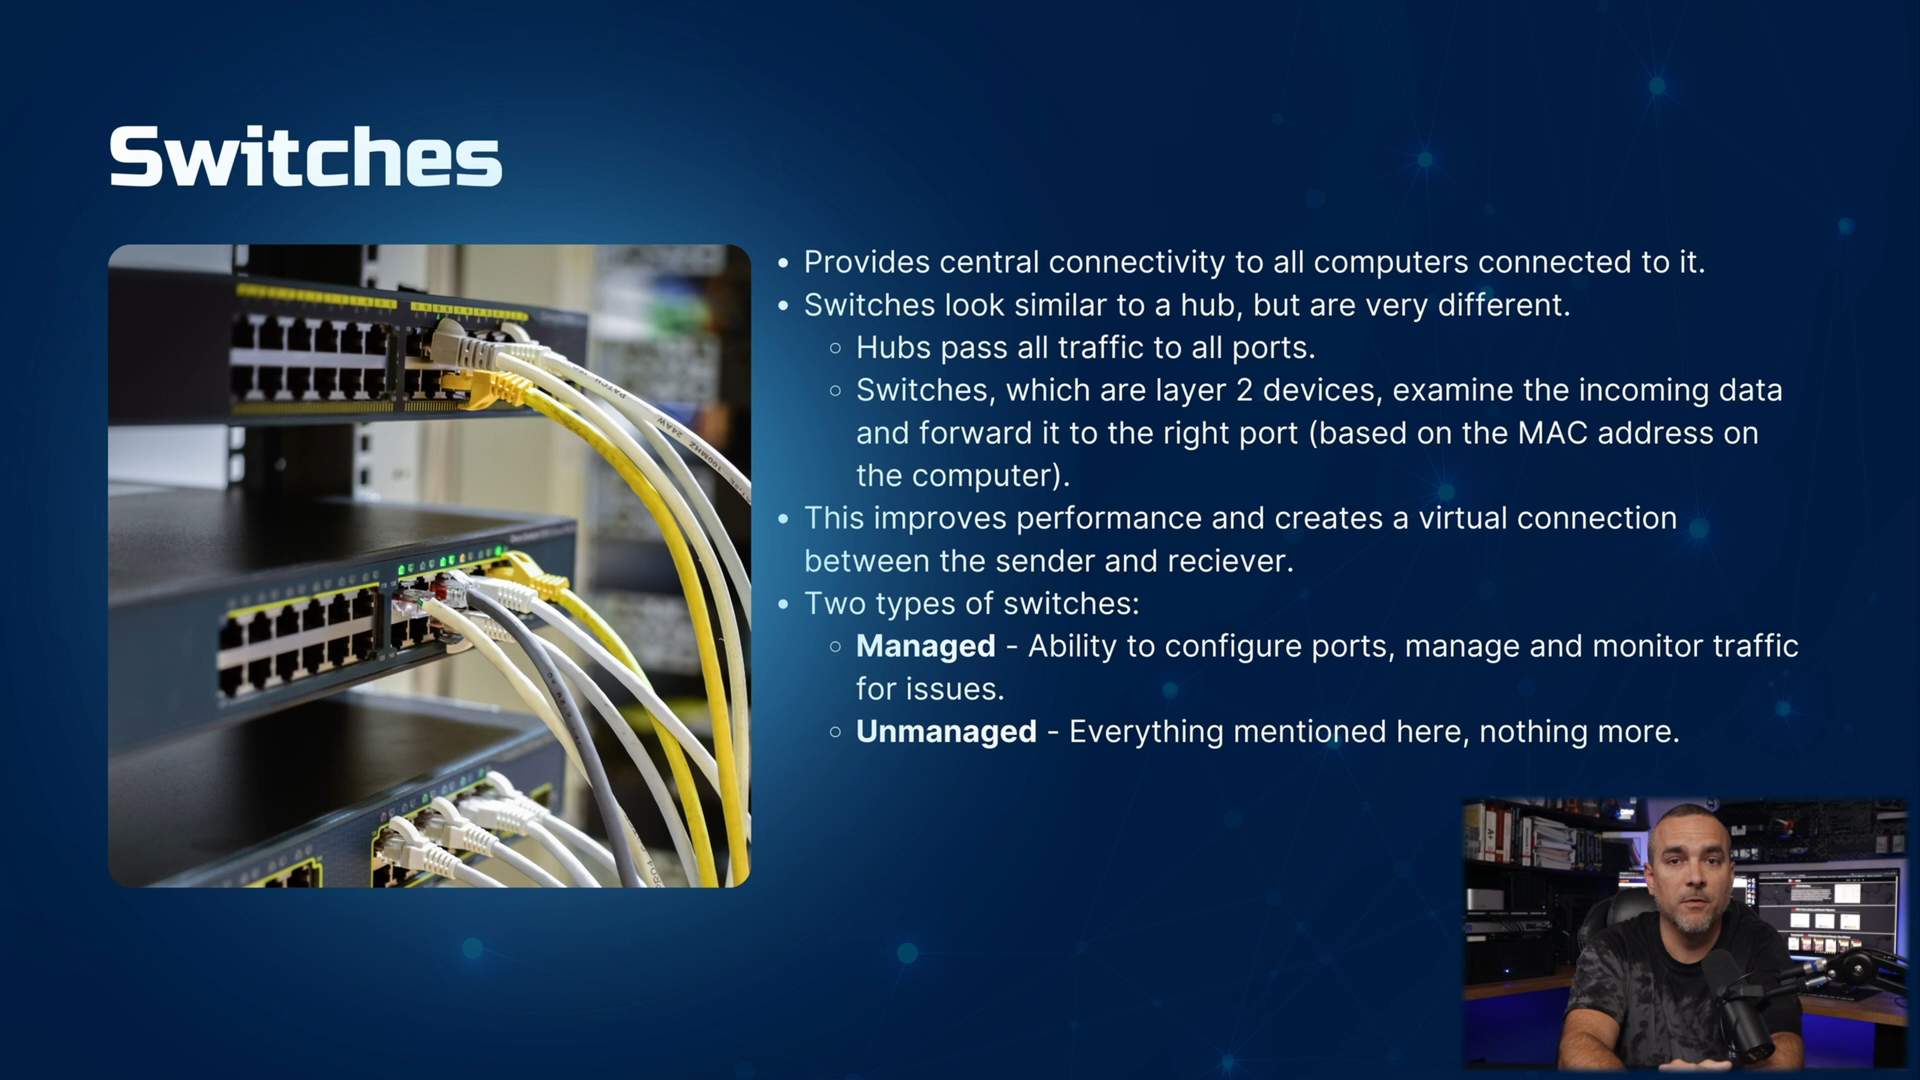 Switches
• Provides central connectivity to all computers connected to it.
• Switches look similar to a hub, but are very different.
○ Hubs pass all traffic to all ports.
○ Switches, which are layer 2 devices, examine the incoming data
and forward it to the right port (based on the MAC address on
the computer).
• This improves performance and creates a virtual connection
between the sender and reciever.
• Two types of switches:
○ Managed - Ability to configure ports, manage and monitor traffic
for issues.
○ Unmanaged - Everything mentioned here, nothing more.